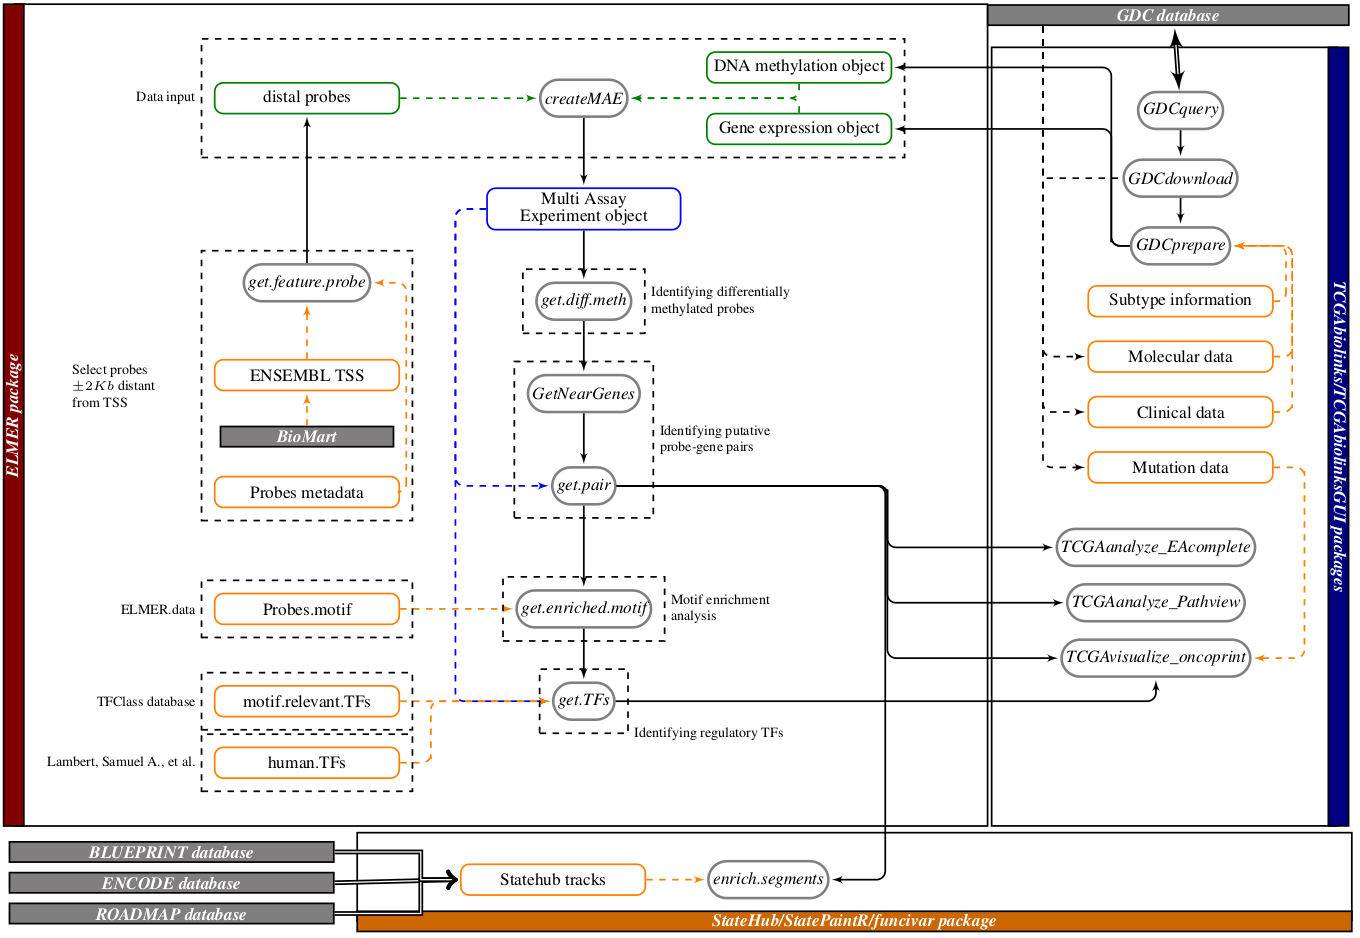 GDC database
DNA methylation object
Data input
distal probes
createMAE
Gene expression object
GDCquery
GDCdownload
GDCprepare
Multi Assay
Experiment object
get.feature.probe
get.diff.meth
Identifying differentially
methylated probes
Subtype information
Molecular data
Clinical data
Mutation data
Select probes
±2Kb distant
from TSS
ENSEMBL TSS
BioMart
Probes metadata
GetNearGenes
Identifying putative
probe-gene pairs
get.pair
TCGAanalyze_EAcomplete
TCGAanalyze_Pathview
TCGAvisualize_oncoprint
ELMER.data
Probes.motif
get.enriched.motif
Motif enrichment
analysis
TFClass database
motif.relevant.TFs
get.TFs
Identifying regulatory TFs
Lambert, Samuel A., et al.
human.TFs
ELMER package
TCGAbiolinks/TCGAbiolinksGUI packages
BLUEPRINT database
ENCODE database
ROADMAP database
Statehub tracks
enrich.segments
StateHub/StatePaintR/funcivar package